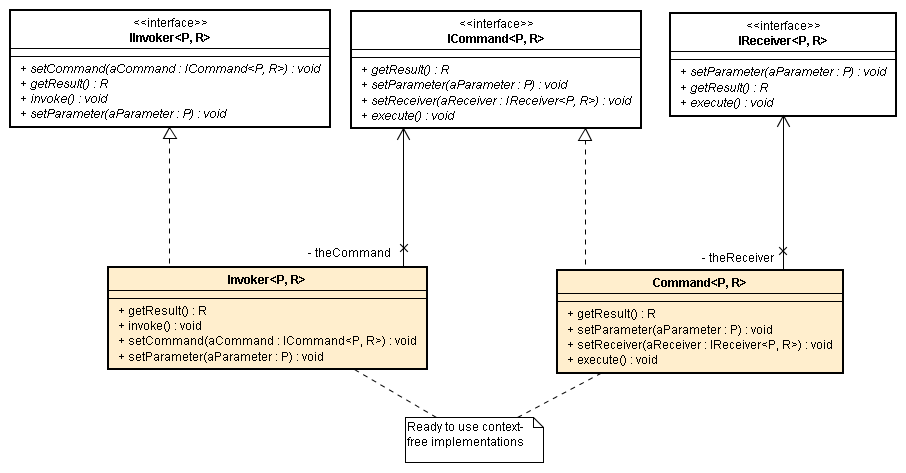 <<interface>>
IInvoker<P, R>
+ setCommand(aCommand : ICommand<P, R>) : void
+ getResult() : R
+ invoke() : void
+ setParameter(aParameter : P) : void
<<interface>>
ICommand<P, R>
+ getResult() : R
+ setParameter(aParameter : P) : void
+ setReceiver(aReceiver : IReceiver<P, R>) : void
+ execute() : void
<<interface>>
IReceiver<P, R>
+ setParameter(aParameter : P) : void
+ getResult() : R
+ execute() : void
- theCommand
- theReceiver
Invoker<P, R>
+ getResult() : R
+ invoke() : void
+ setCommand(aCommand : ICommand<P, R>) : void
+ setParameter(aParameter : P) : void
Command<P, R>
+ getResult() : R
+ setParameter(aParameter : P) : void
+ setReceiver(aReceiver : IReceiver<P, R>) : void
+ execute() : void
Ready to use context-
free implementations